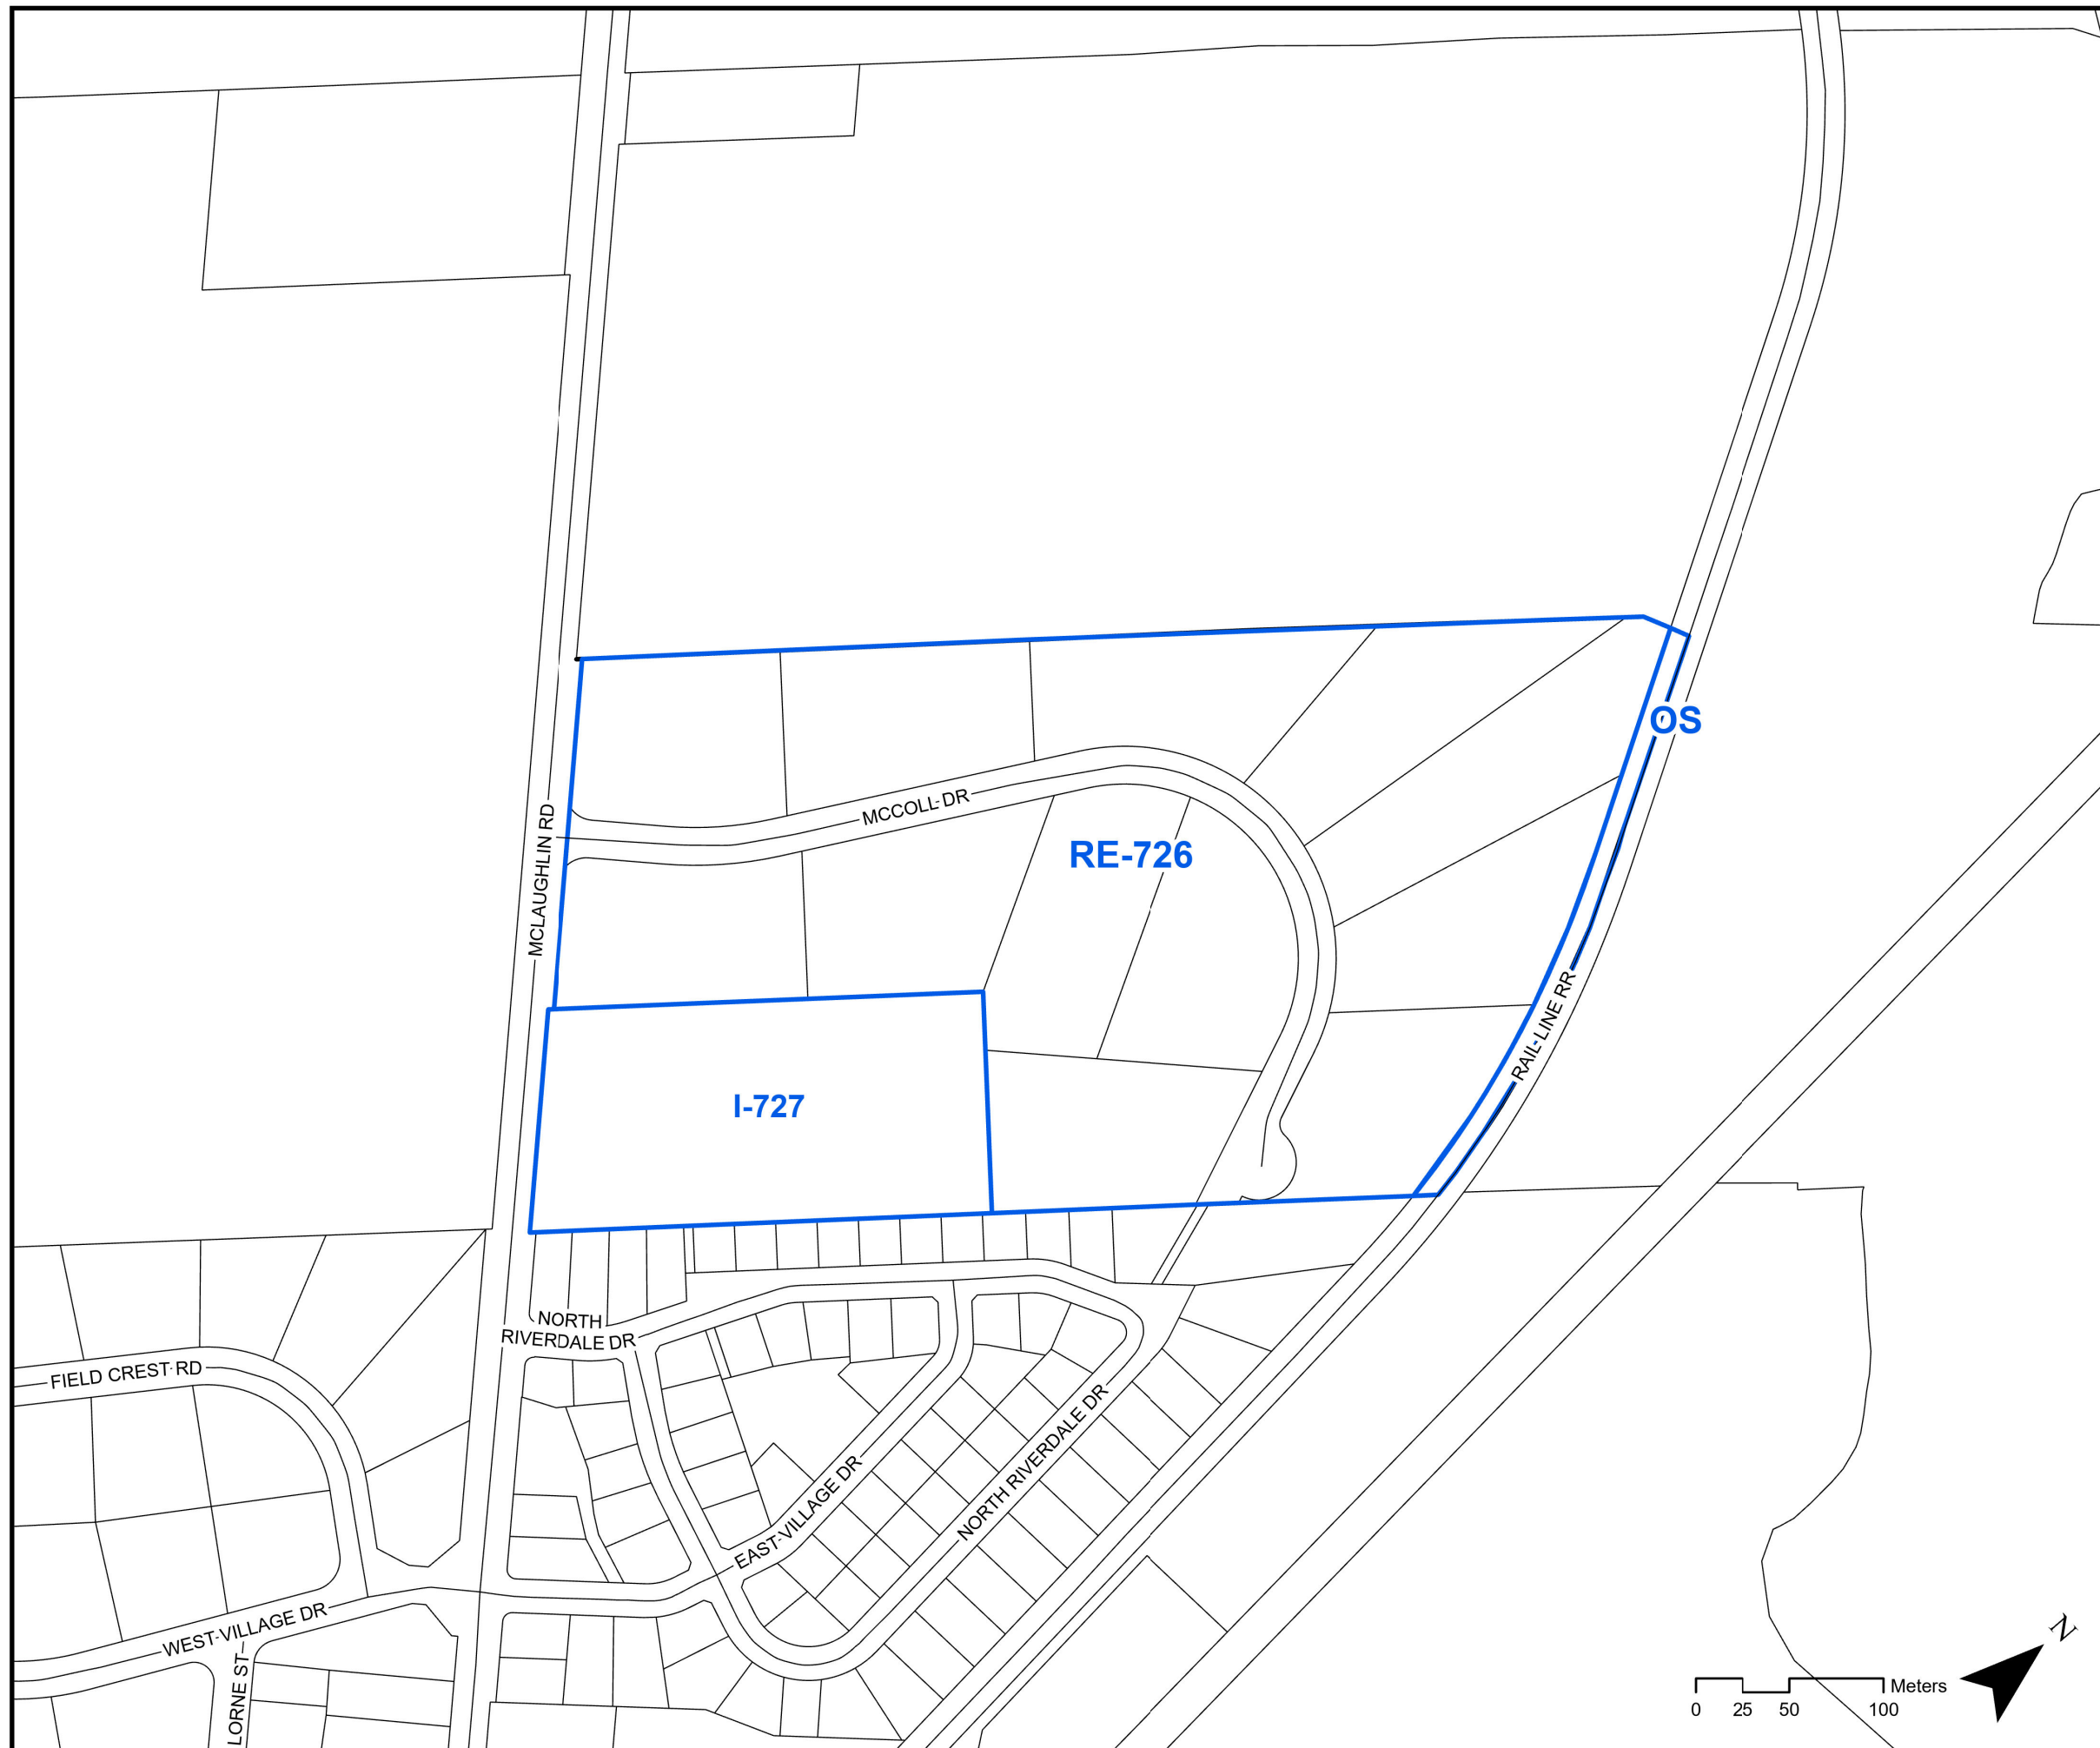 OS
MCCOLL DR
MCLAUGHLIN RD
RE-726
RAIL LINE RR
I-727
NORTH
RIVERDALE DR
FIELD CREST RD
NORTH RIVERDALE DR
EAST VILLAGE DR
WEST VILLAGE DR
LORNE ST
N
Meters
0 25 50 100